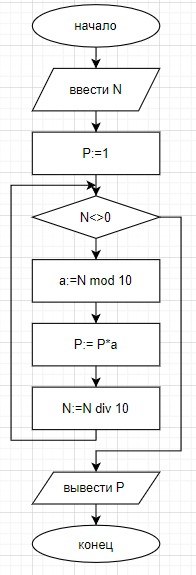 начало
ввести N
P:=1
N<>0
a:=N mod 10
P:= P*a
N:=N div 10
вывести P
конец